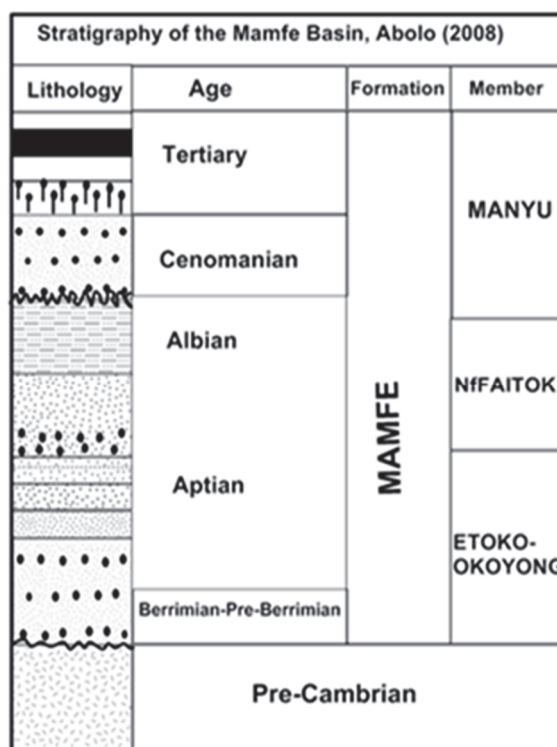 Stratigraphy of the Mamfe Basin, Abolo (2008)
Lithology Age Formation Member
Tertiary
MANYU
Cenomanian
Albian
NfFAITOK
MAMFE
Aptian
ETOKO-
OKOYONG
Berrimian-Pre-Berrimian
Pre-Cambrian